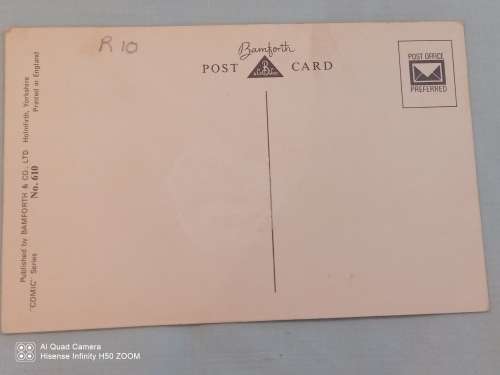 R 10
Bamforth
POST CARD
POST OFFICE
PREFERRED
Published by BAMFORTH & CO., LTD. Holmfirth, Yorkshire
"COMIC" Series No. 610 Printed in England
AI Quad Camera
Hisense Infinity H50 ZOOM